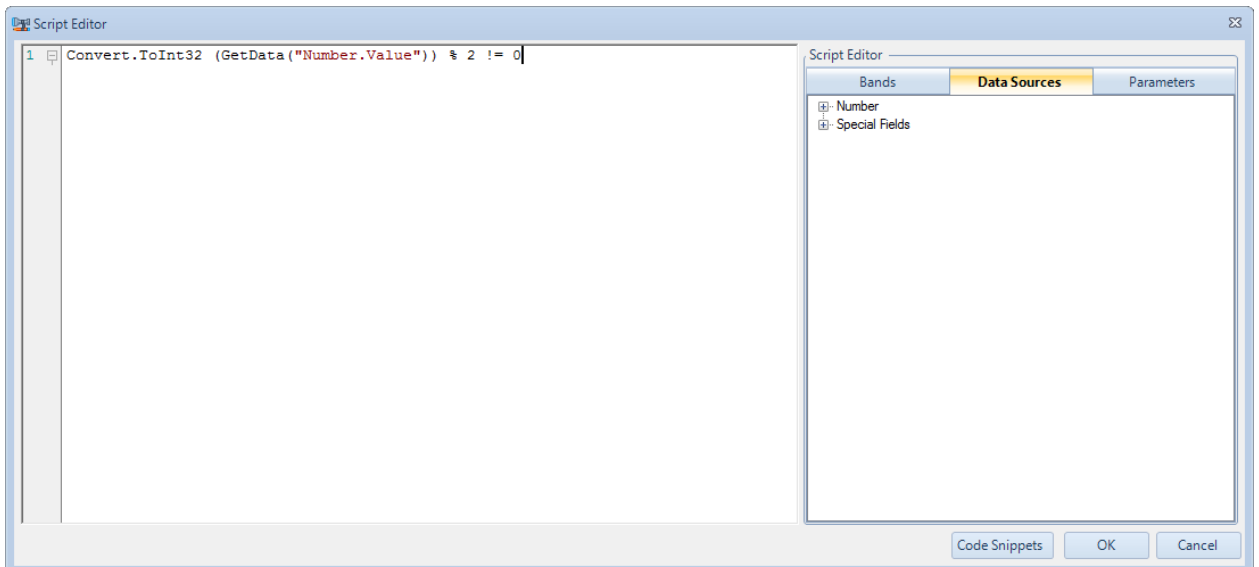 Script Editor
1 Convert.ToInt32 (GetData("Number.Value")) % 2 != 0
Script Editor
Bands Data Sources Parameters
Number
Special Fields
Code Snippets OK Cancel